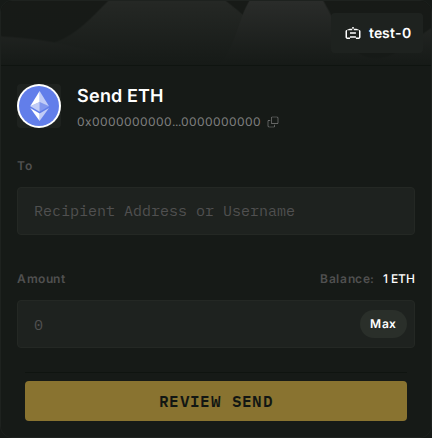 test-0
Send ETH
0x0000000000...0000000000
To
Recipient Address or Username
Amount
Balance: 1 ETH
0
Max
REVIEW SEND